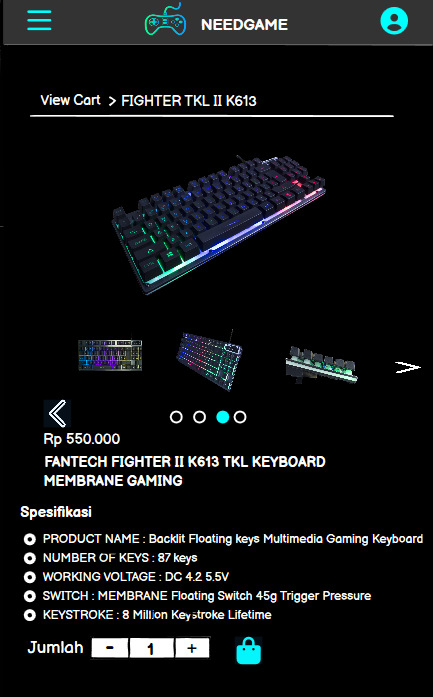 NEEDGAME
View Cart > FIGHTER TKL II K613
Rp 550.000
FANTECH FIGHTER II K613 TKL KEYBOARD
MEMBRANE GAMING
Spesifikasi
PRODUCT NAME : Backlit Floating keys Multimedia Gaming Keyboard
NUMBER OF KEYS : 87 keys
WORKING VOLTAGE : DC 4.2 5.5V
SWITCH : MEMBRANE Floating Switch 45g Trigger Pressure
KEYSTROKE : 8 Million Keystroke Lifetime
Jumlah - 1 +